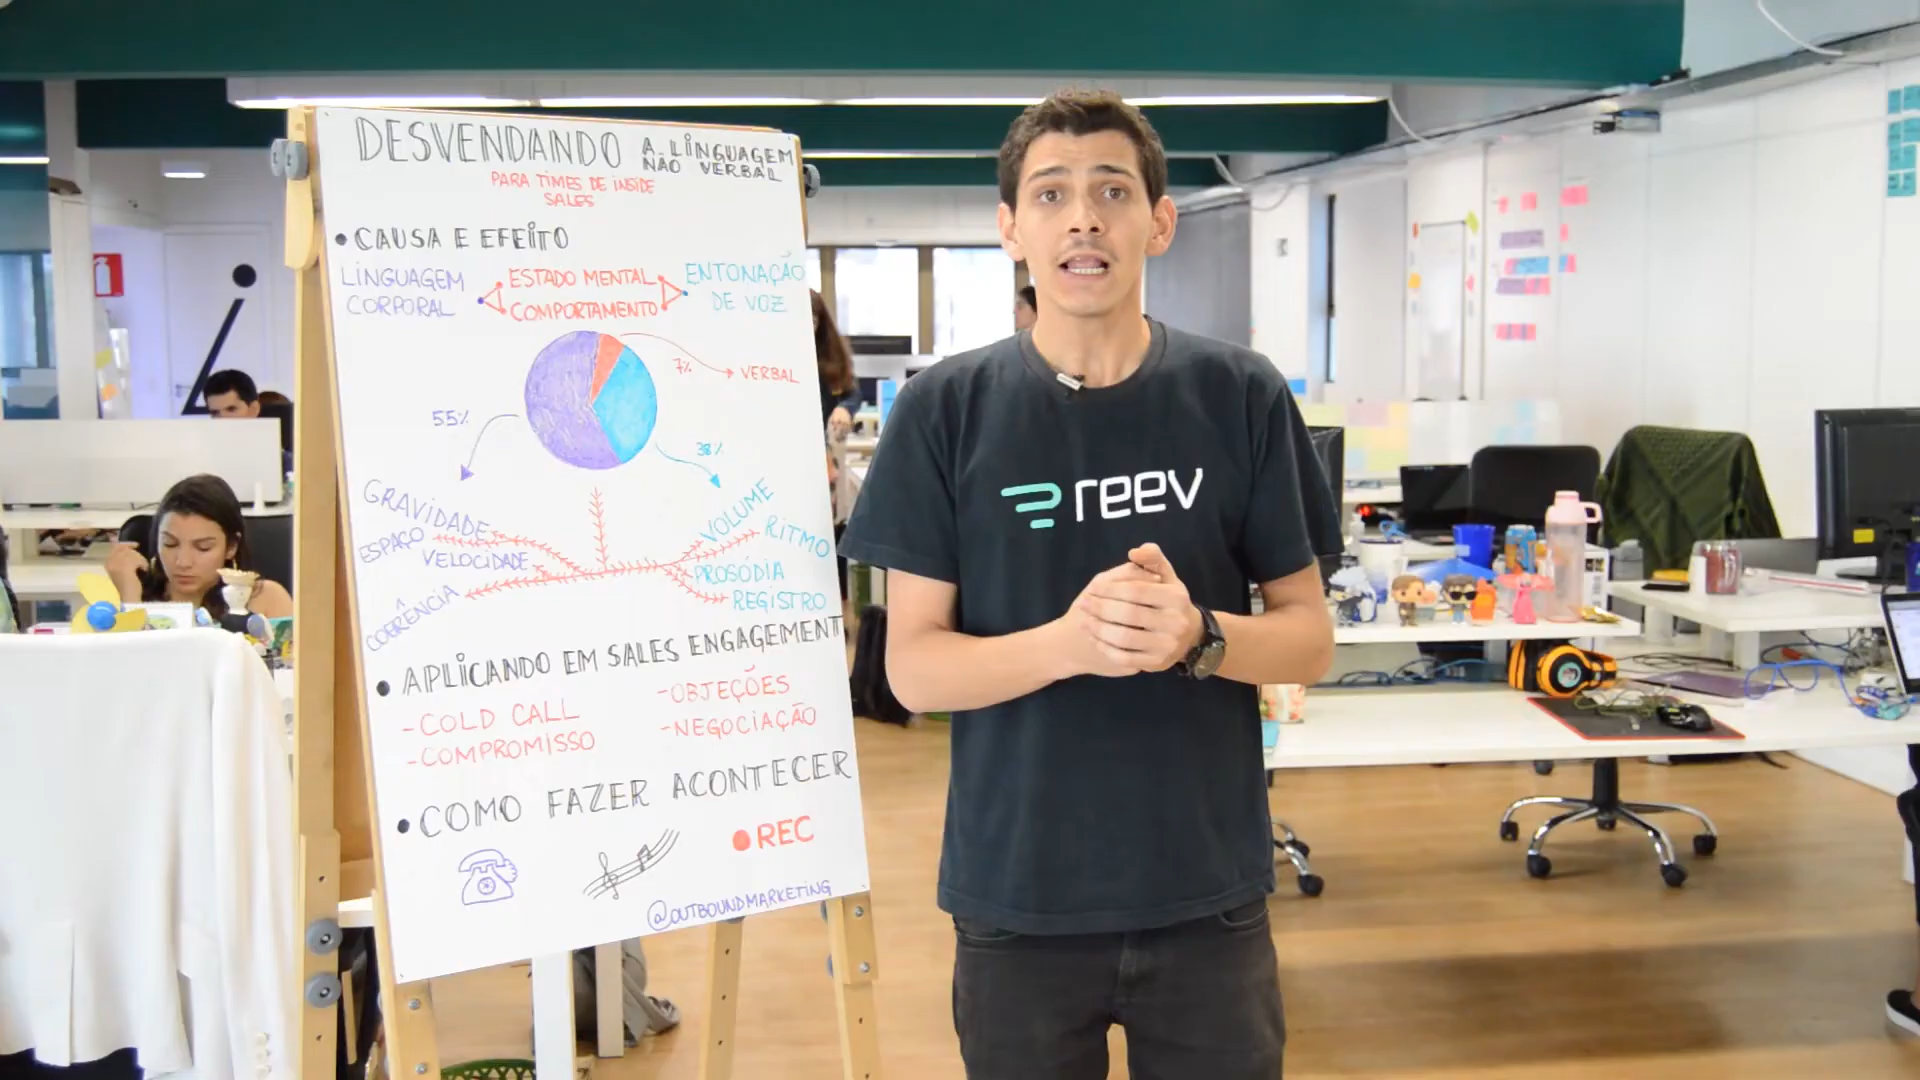 DESVENDANDO A LINGUAGEM
NÃO VERBAL
PARA TIMES DE INSIDE
SALES
• CAUSA E EFEITO
LINGUAGEM
CORPORAL
ESTADO MENTAL
COMPORTAMENTO
ENTONAÇÃO
DE VOZ
7%
VERBAL
55%
38%
GRAVIDADE
ESPAÇO
VELOCIDADE
COERÊNCIA
VOLUME
RITMO
PROSÓDIA
REGISTRO
• APLICANDO EM SALES ENGAGEMENT
- COLD CALL
- COMPROMISSO
- OBJEÇÕES
- NEGOCIAÇÃO
• COMO FAZER ACONTECER
REC
@OUTBOUNDMARKETING
reev